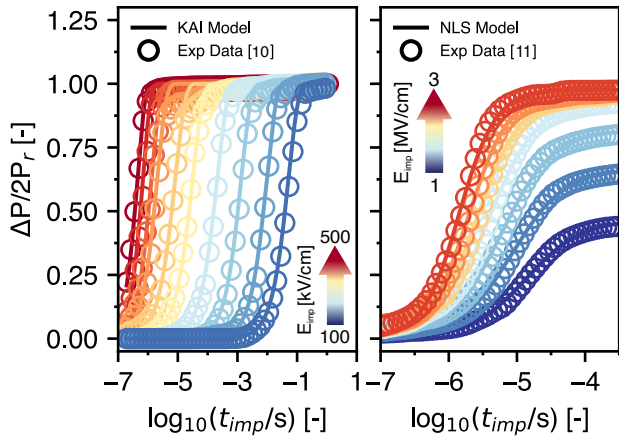 KAI Model
Exp Data [10]
NLS Model
Exp Data [11]
ΔP/2Pᵣ [-]
1.25
1.00
0.75
0.50
0.25
0.00
500
E_imp [kV/cm]
100
3
E_imp [MV/cm]
1
-7 -5 -3 -1 1
log₁₀(t_imp/s) [-]
-7 -6 -5 -4
log₁₀(t_imp/s) [-]